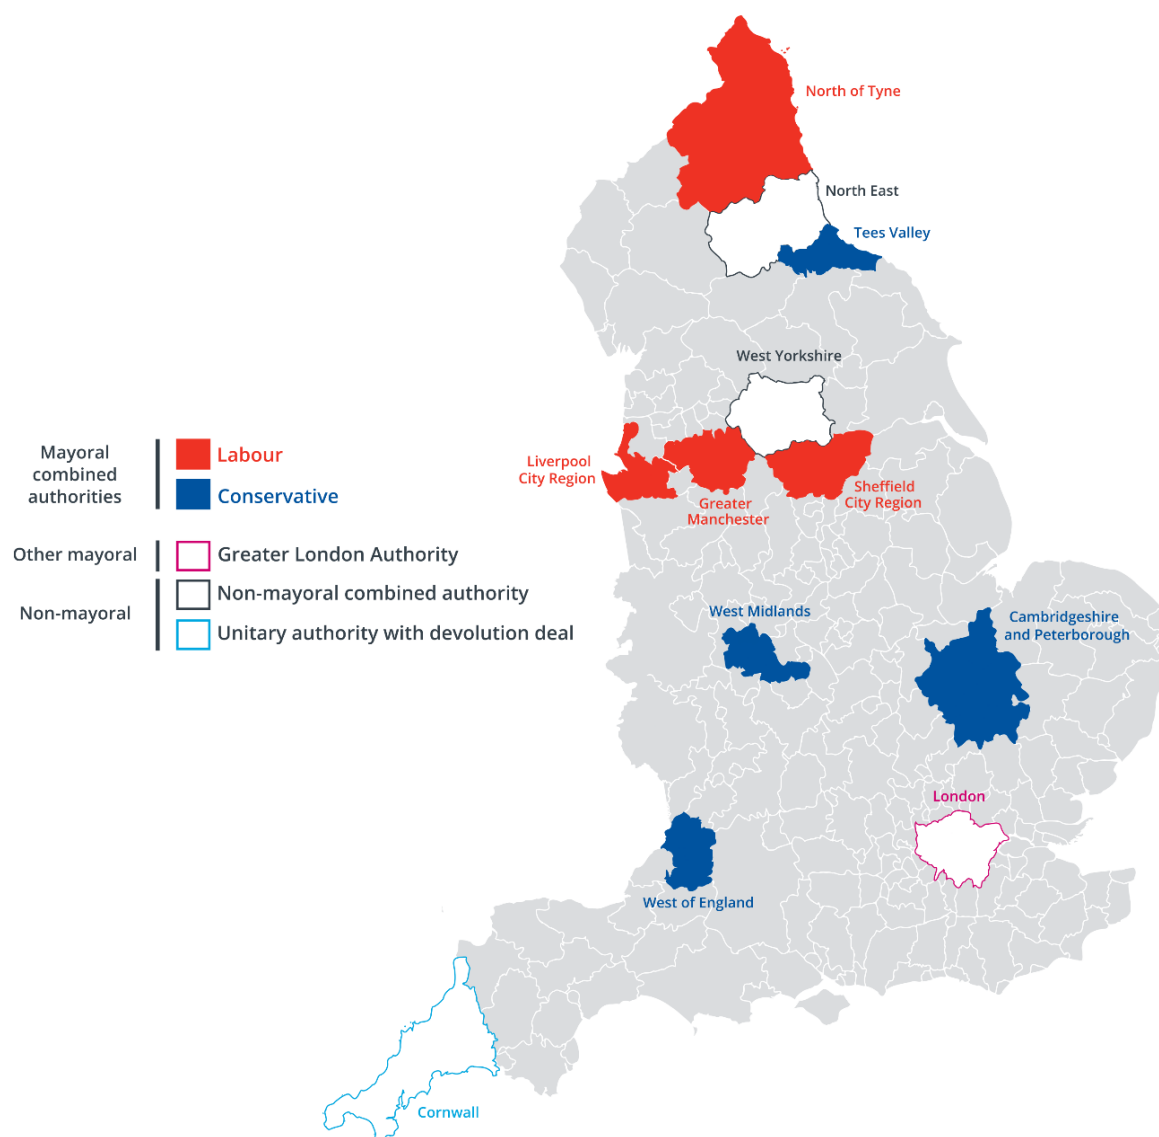 North of Tyne
North East
Tees Valley
West Yorkshire
Liverpool
City Region
Greater
Manchester
Sheffield
City Region
Mayoral
combined
authorities
Labour
Conservative
Other mayoral
Greater London Authority
Non-mayoral
Non-mayoral combined authority
Unitary authority with devolution deal
West Midlands
Cambridgeshire
and Peterborough
London
West of England
Cornwall